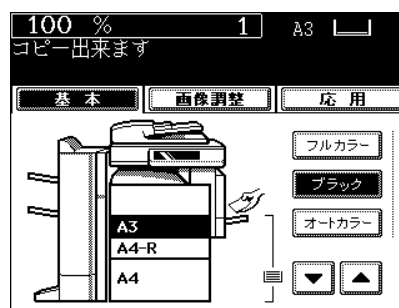 100 % 1 A3
コピー出来ます
基 本 画像調整 応 用
フルカラー
ブラック
オートカラー
A3
A4-R
A4